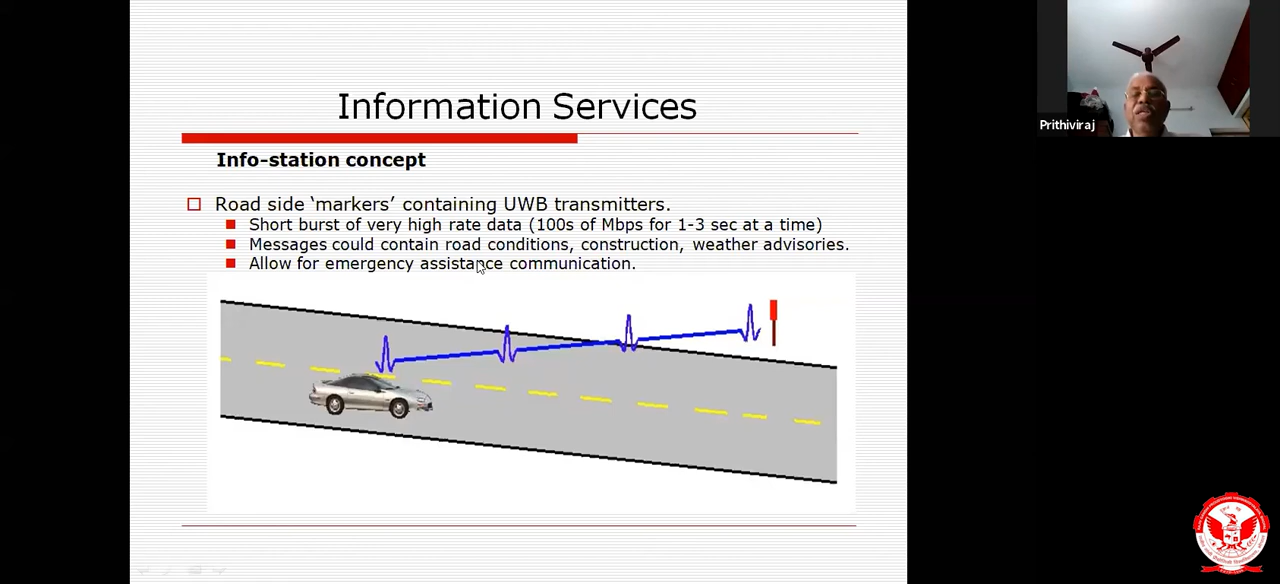 Information Services
Info-station concept
Road side ‘markers’ containing UWB transmitters.
Short burst of very high rate data (100s of Mbps for 1-3 sec at a time)
Messages could contain road conditions, construction, weather advisories.
Allow for emergency assistance communication.
Prithiviraj